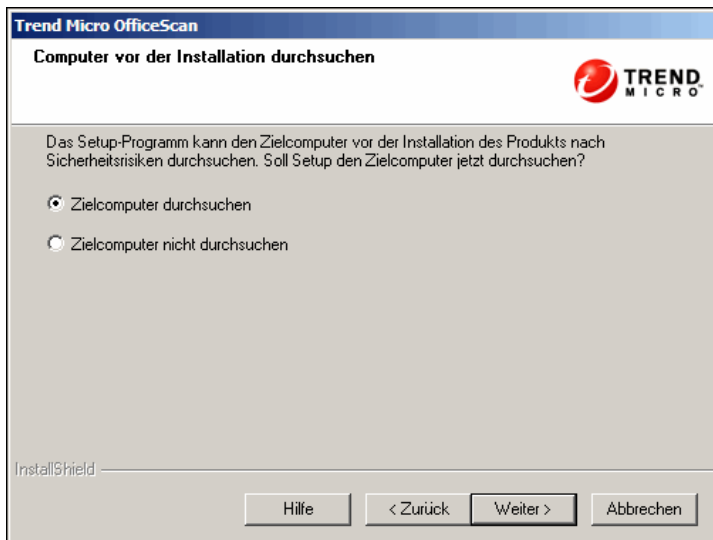 Trend Micro OfficeScan
Computer vor der Installation durchsuchen
TREND
MICRO™
Das Setup-Programm kann den Zielcomputer vor der Installation des Produkts nach
Sicherheitsrisiken durchsuchen. Soll Setup den Zielcomputer jetzt durchsuchen?
Zielcomputer durchsuchen
Zielcomputer nicht durchsuchen
InstallShield
Hilfe
< Zurück
Weiter >
Abbrechen